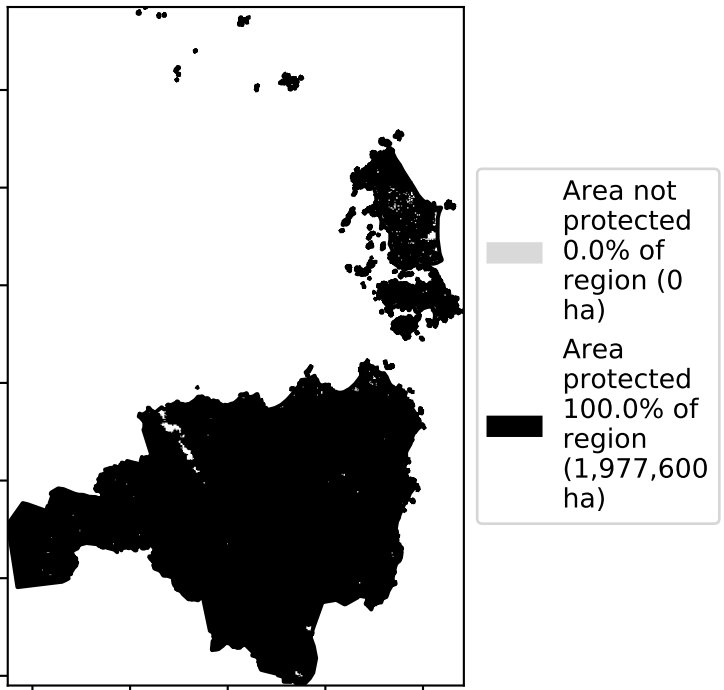 Area not
protected
0.0% of
region (0
ha)
Area
protected
100.0% of
region
(1,977,600
ha)